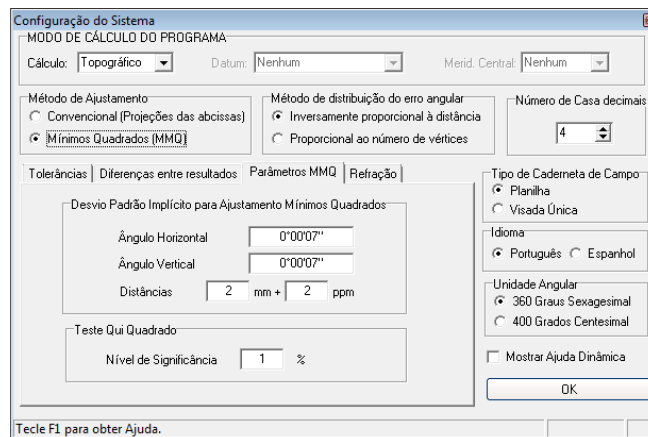 Configuração do Sistema
MODO DE CÁLCULO DO PROGRAMA
Cálculo: Topográfico Datum: Nenhum Merid. Central: Nenhum
Método de Ajustamento
Convencional (Projeções das abcissas)
Mínimos Quadrados (MMQ)
Método de distribuição do erro angular
Inversamente proporcional à distância
Proporcional ao número de vértices
Número de Casa decimais
4
Tolerâncias Diferenças entre resultados Parâmetros MMQ Refração
Desvio Padrão Implícito para Ajustamento Mínimos Quadrados
Ângulo Horizontal 0°00'07''
Ângulo Vertical 0°00'07''
Distâncias 2 mm + 2 ppm
Teste Qui Quadrado
Nível de Significância 1 %
Tipo de Caderneta de Campo
Planilha
Visada Única
Idioma
Português Espanhol
Unidade Angular
360 Graus Sexagesimal
400 Grados Centesimal
Mostrar Ajuda Dinâmica
OK
Tecle F1 para obter Ajuda.